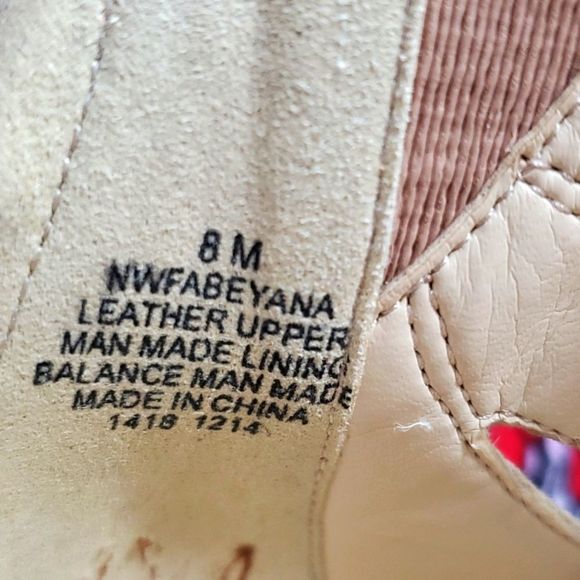 8 M
NWFABEYANA
LEATHER UPPER
MAN MADE LINING
BALANCE MAN MADE
MADE IN CHINA
1418 1214